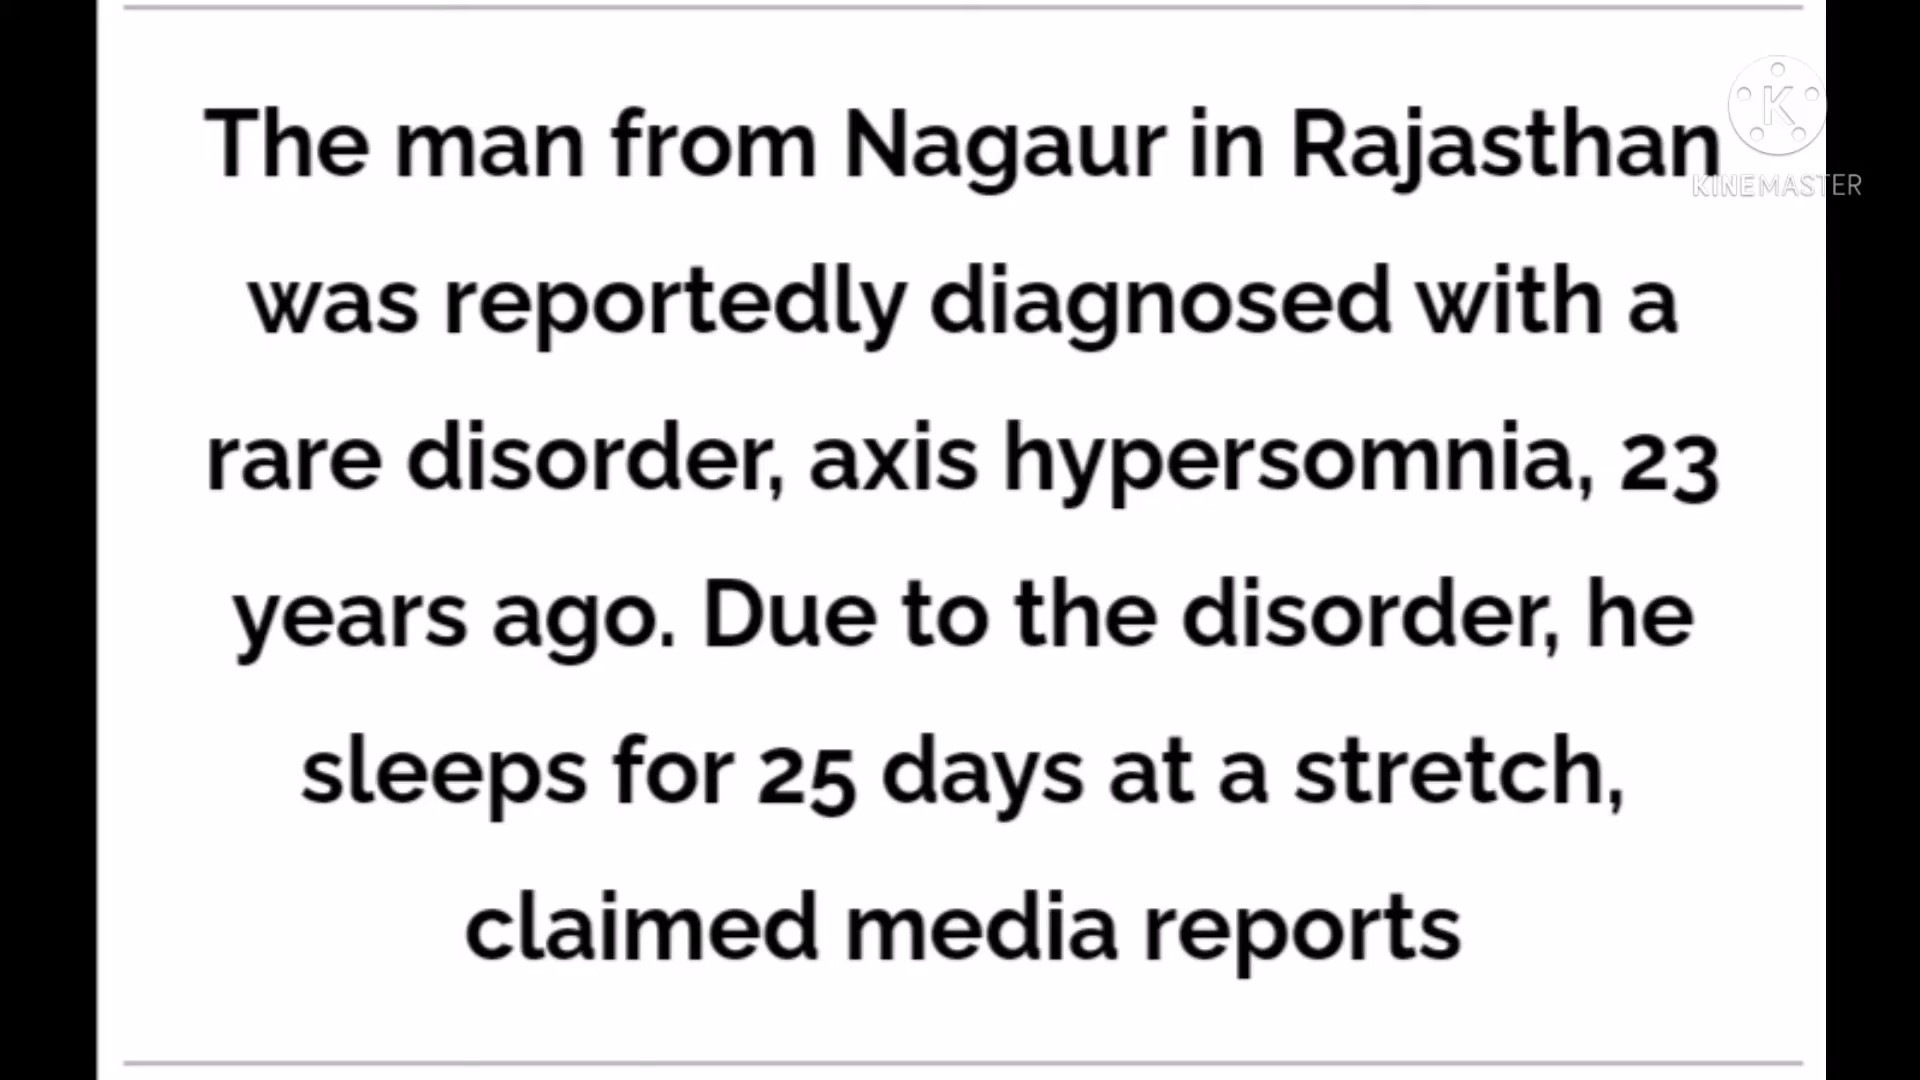 The man from Nagaur in Rajasthan
was reportedly diagnosed with a
rare disorder, axis hypersomnia, 23
years ago. Due to the disorder, he
sleeps for 25 days at a stretch,
claimed media reports
K
KINEMASTER